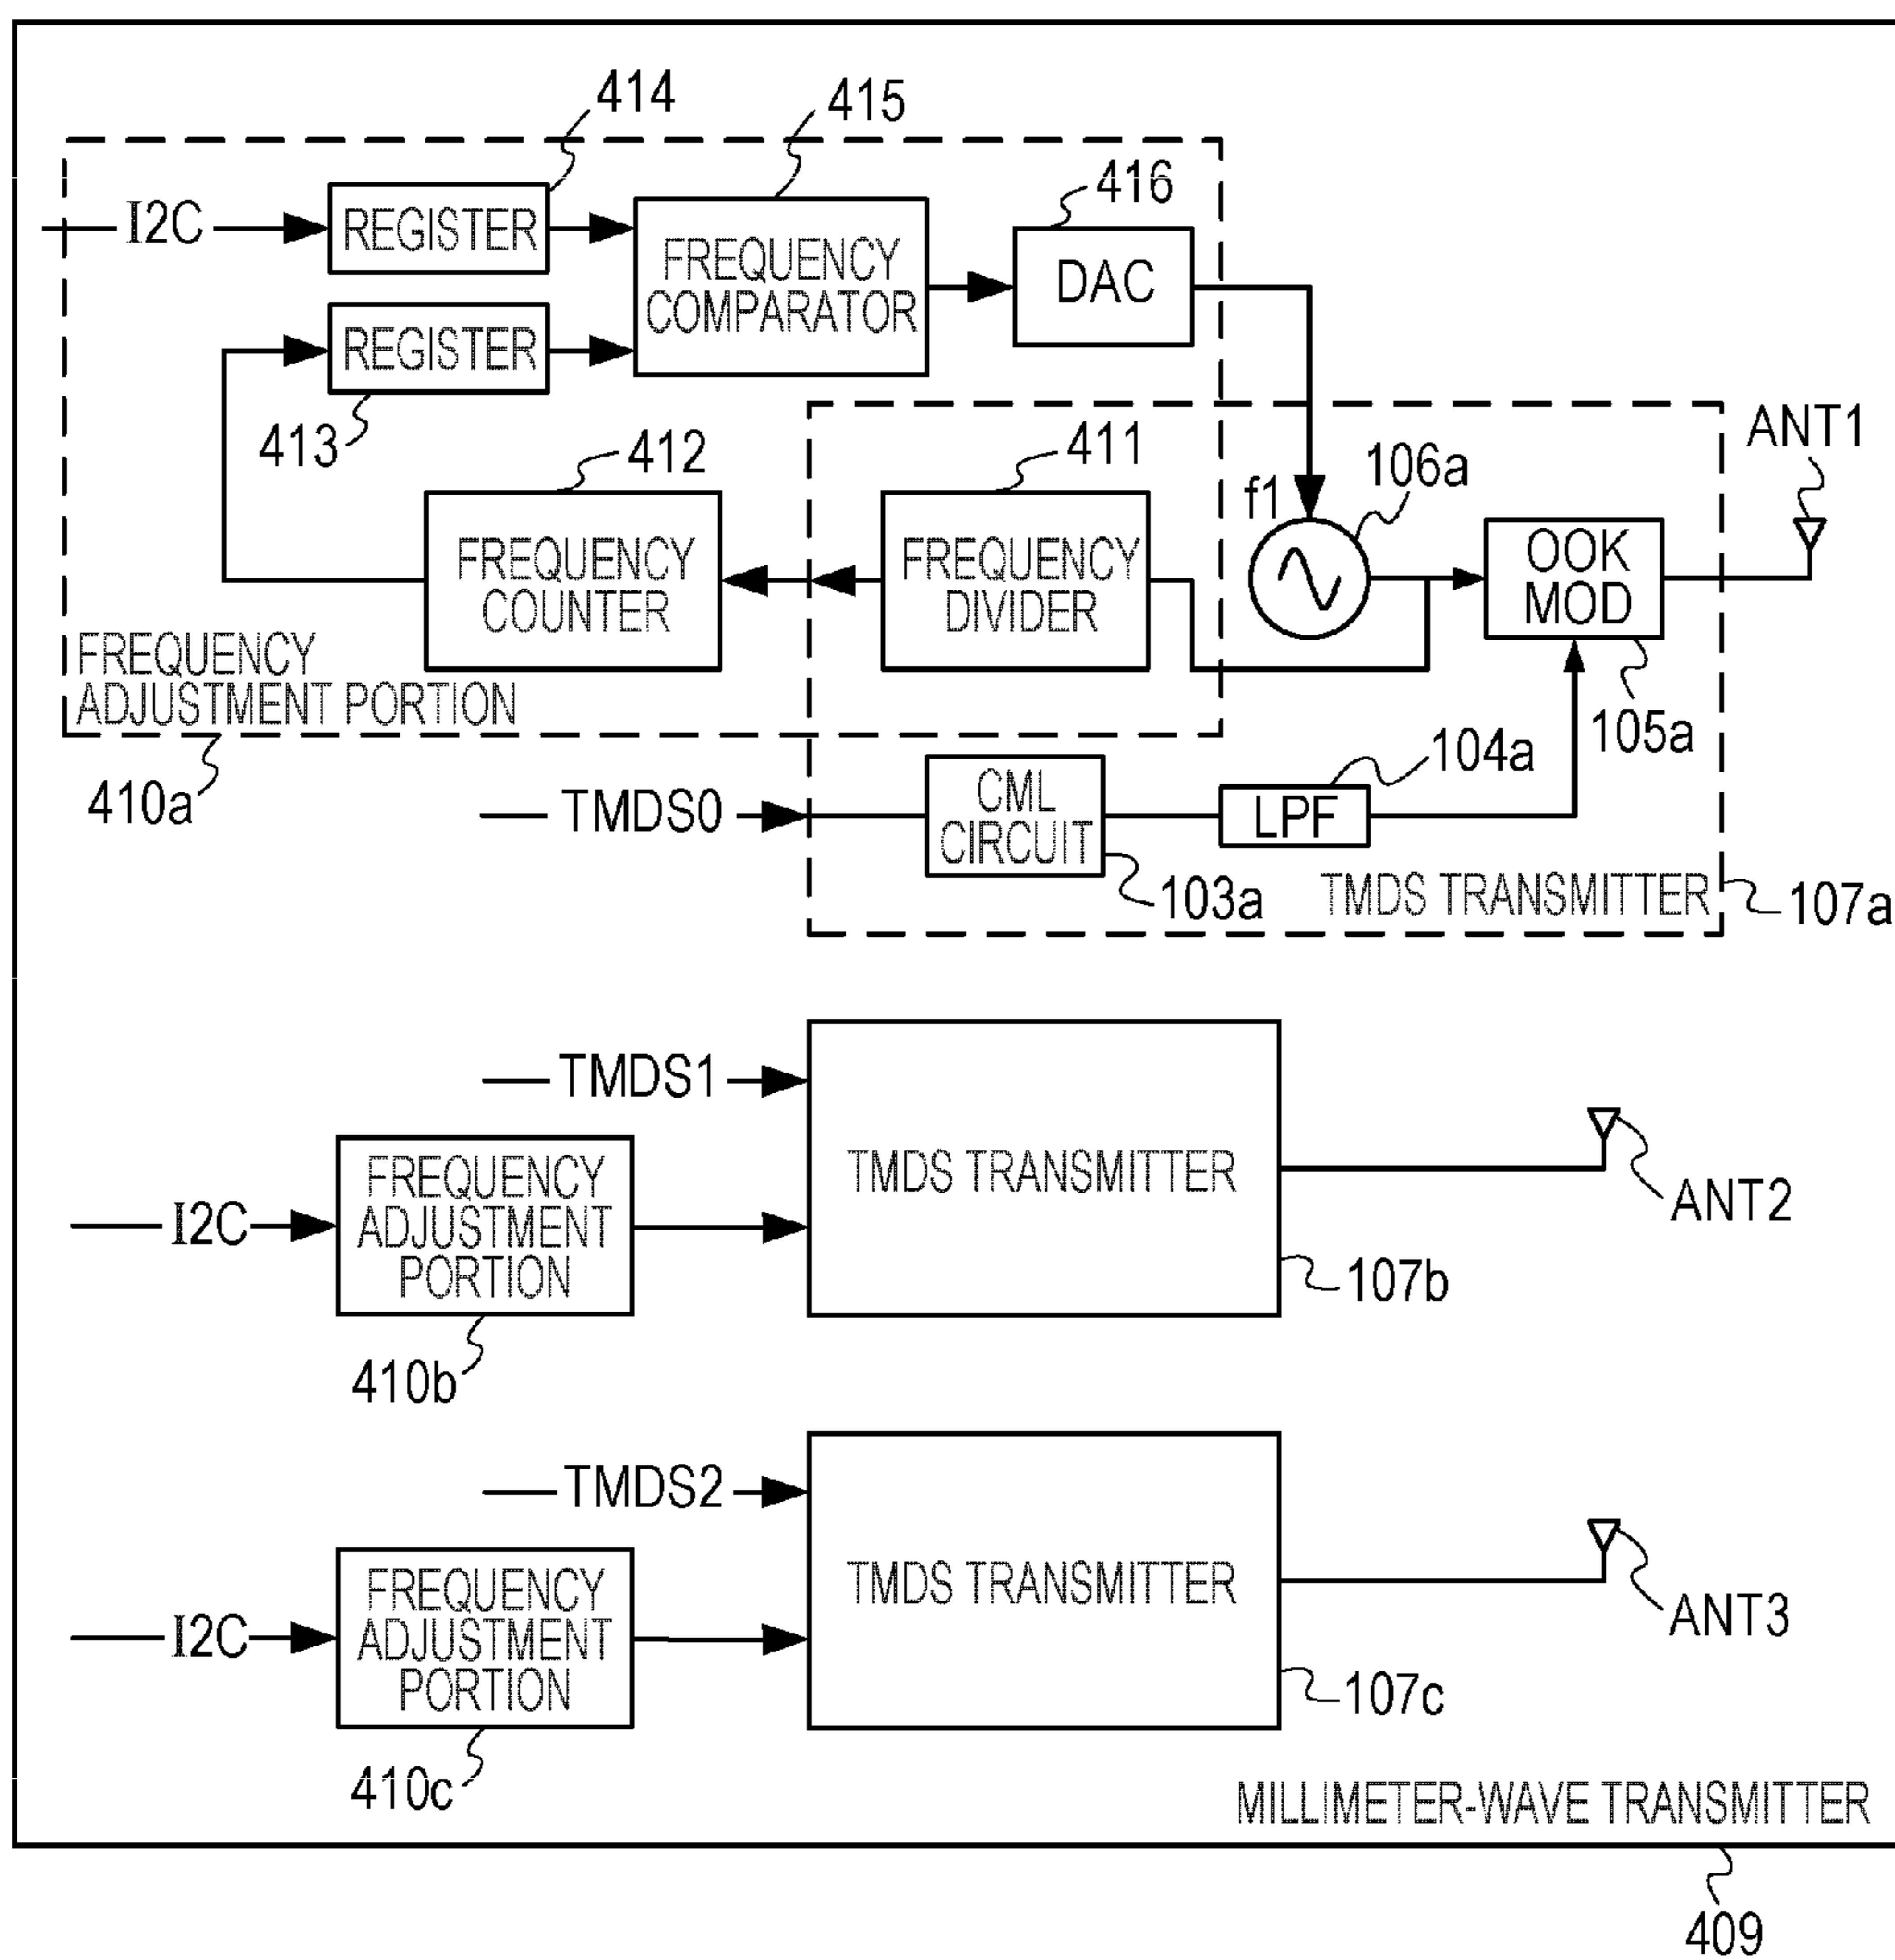 414
415
416
I2C
REGISTER
FREQUENCY
COMPARATOR
DAC
REGISTER
413
412
411
f1
106a
ANT1
FREQUENCY
COUNTER
FREQUENCY
DIVIDER
OOK
MOD
FREQUENCY
ADJUSTMENT PORTION
410a
105a
104a
TMDS0
CML
CIRCUIT
LPF
103a
TMDS TRANSMITTER
107a
TMDS1
TMDS TRANSMITTER
I2C
FREQUENCY
ADJUSTMENT
PORTION
ANT2
107b
410b
TMDS2
TMDS TRANSMITTER
I2C
FREQUENCY
ADJUSTMENT
PORTION
ANT3
107c
410c
MILLIMETER-WAVE TRANSMITTER
409